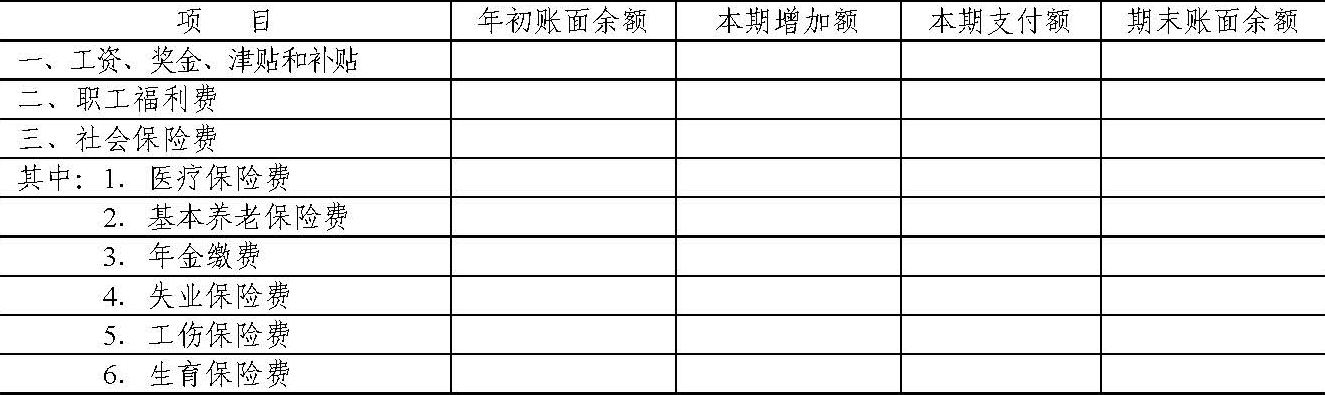 项 目 年初账面余额 本期增加额 本期支付额 期末账面余额
一、工资、奖金、津贴和补贴
二、职工福利费
三、社会保险费
其中：1. 医疗保险费
2. 基本养老保险费
3. 年金缴费
4. 失业保险费
5. 工伤保险费
6. 生育保险费